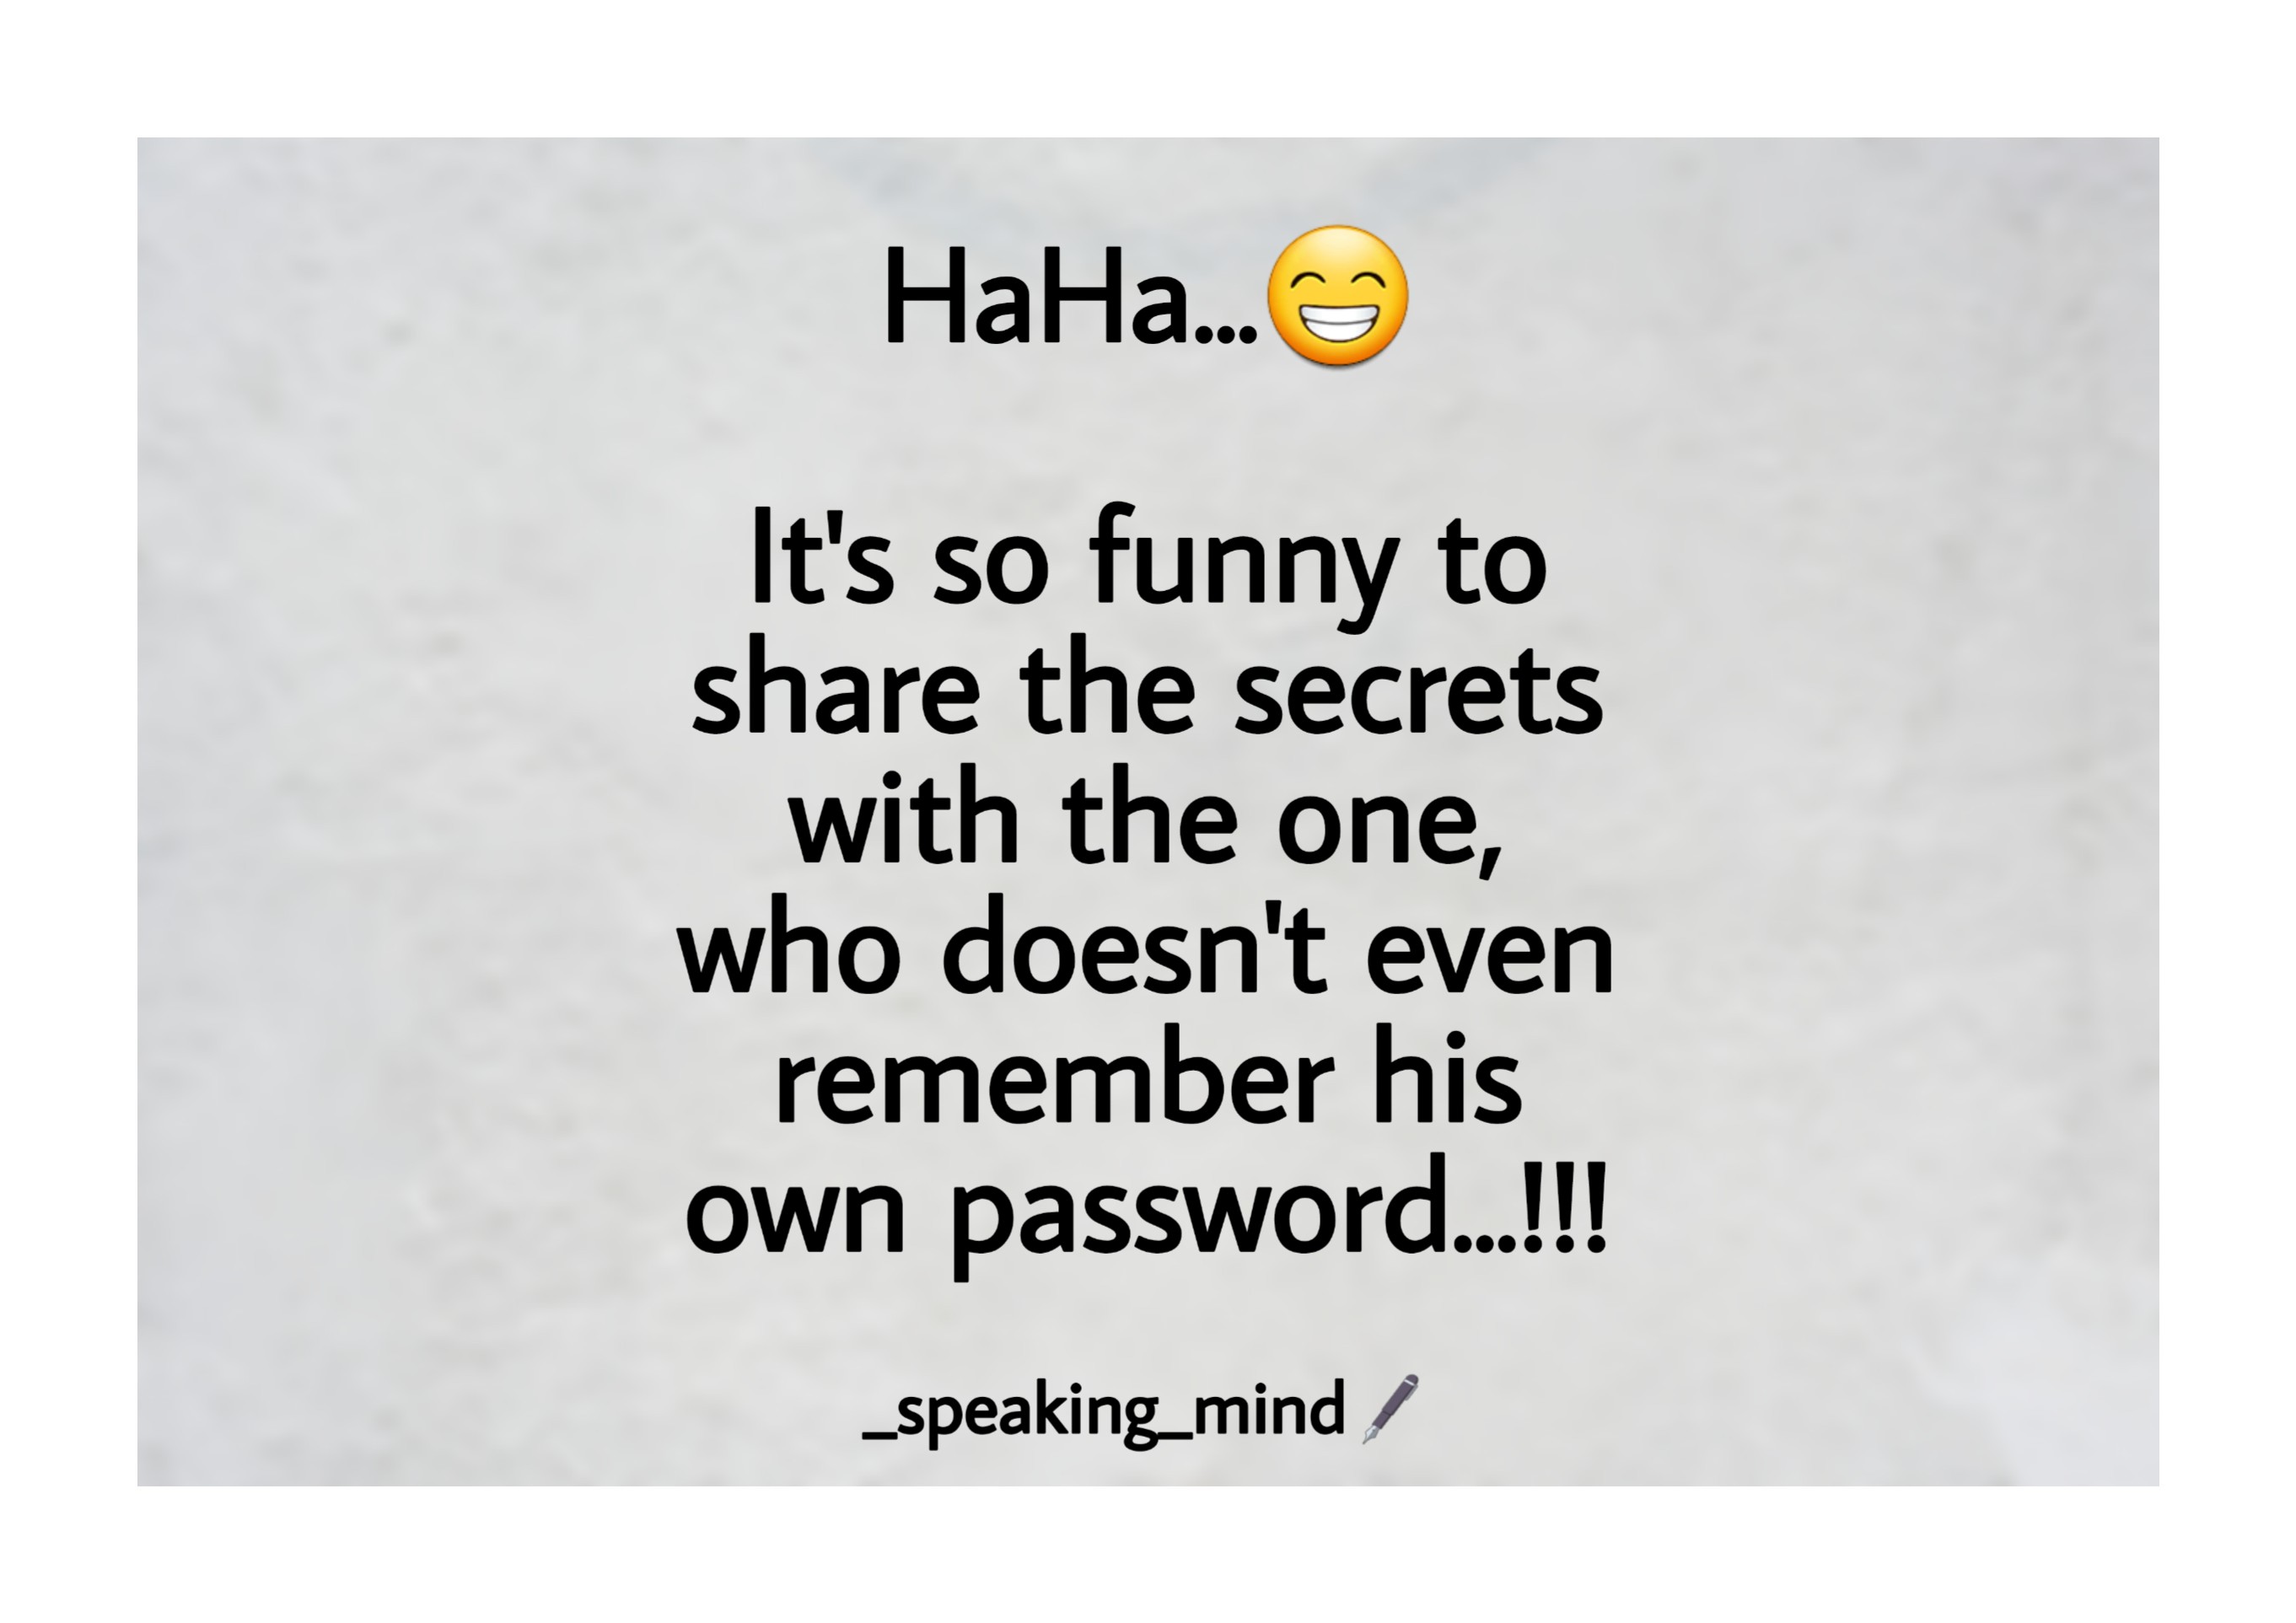 HaHa...😁
It's so funny to
share the secrets
with the one,
who doesn't even
remember his
own password...!!!
_speaking_mind🖋️